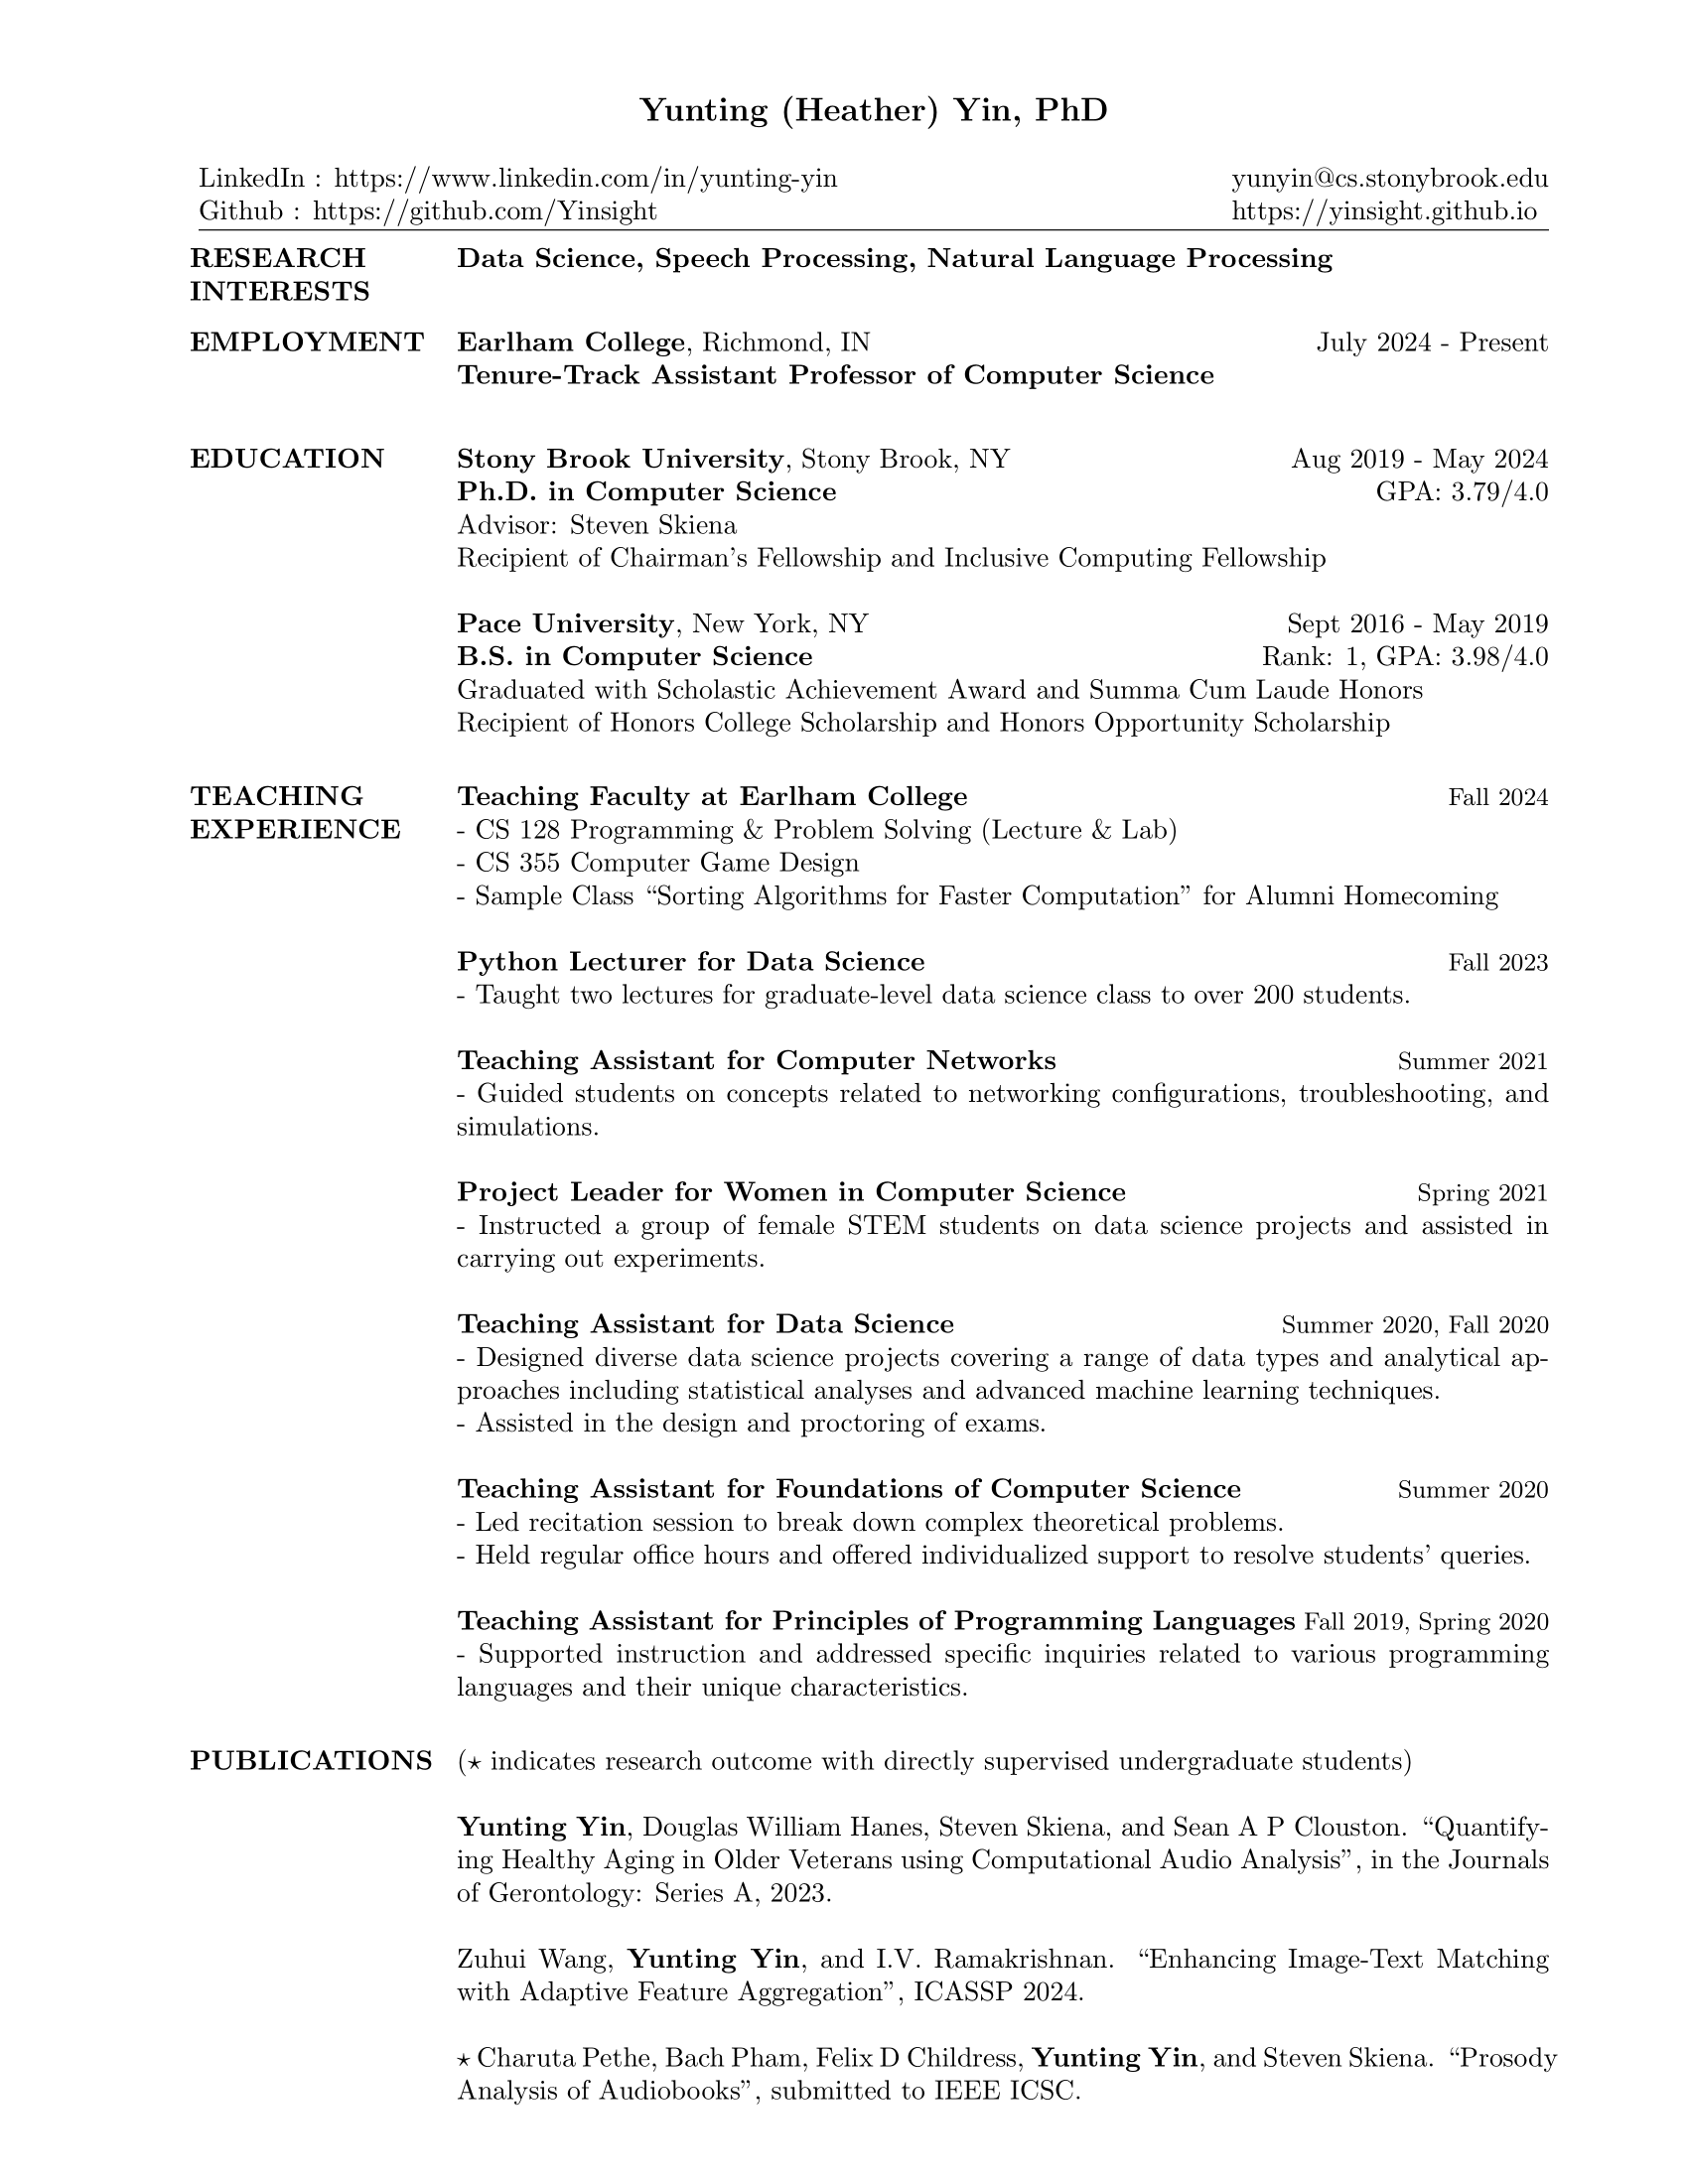 Yunting (Heather) Yin, PhD
LinkedIn : https://www.linkedin.com/in/yunting-yin yunyin@cs.stonybrook.edu
Github : https://github.com/Yinsight https://yinsight.github.io
RESEARCH Data Science, Speech Processing, Natural Language Processing
INTERESTS
EMPLOYMENT Earlham College, Richmond, IN July 2024 - Present
Tenure-Track Assistant Professor of Computer Science
EDUCATION Stony Brook University, Stony Brook, NY Aug 2019 - May 2024
Ph.D. in Computer Science GPA: 3.79/4.0
Advisor: Steven Skiena
Recipient of Chairman's Fellowship and Inclusive Computing Fellowship
Pace University, New York, NY Sept 2016 - May 2019
B.S. in Computer Science Rank: 1, GPA: 3.98/4.0
Graduated with Scholastic Achievement Award and Summa Cum Laude Honors
Recipient of Honors College Scholarship and Honors Opportunity Scholarship
TEACHING Teaching Faculty at Earlham College Fall 2024
EXPERIENCE - CS 128 Programming & Problem Solving (Lecture & Lab)
- CS 355 Computer Game Design
- Sample Class “Sorting Algorithms for Faster Computation” for Alumni Homecoming
Python Lecturer for Data Science Fall 2023
- Taught two lectures for graduate-level data science class to over 200 students.
Teaching Assistant for Computer Networks Summer 2021
- Guided students on concepts related to networking configurations, troubleshooting, and
simulations.
Project Leader for Women in Computer Science Spring 2021
- Instructed a group of female STEM students on data science projects and assisted in
carrying out experiments.
Teaching Assistant for Data Science Summer 2020, Fall 2020
- Designed diverse data science projects covering a range of data types and analytical ap-
proaches including statistical analyses and advanced machine learning techniques.
- Assisted in the design and proctoring of exams.
Teaching Assistant for Foundations of Computer Science Summer 2020
- Led recitation session to break down complex theoretical problems.
- Held regular office hours and offered individualized support to resolve students' queries.
Teaching Assistant for Principles of Programming Languages Fall 2019, Spring 2020
- Supported instruction and addressed specific inquiries related to various programming
languages and their unique characteristics.
PUBLICATIONS (⋆ indicates research outcome with directly supervised undergraduate students)
Yunting Yin, Douglas William Hanes, Steven Skiena, and Sean A P Clouston. “Quantify-
ing Healthy Aging in Older Veterans using Computational Audio Analysis”, in the Journals
of Gerontology: Series A, 2023.
Zuhui Wang, Yunting Yin, and I.V. Ramakrishnan. “Enhancing Image-Text Matching
with Adaptive Feature Aggregation”, ICASSP 2024.
⋆ Charuta Pethe, Bach Pham, Felix D Childress, Yunting Yin, and Steven Skiena. “Prosody
Analysis of Audiobooks”, submitted to IEEE ICSC.